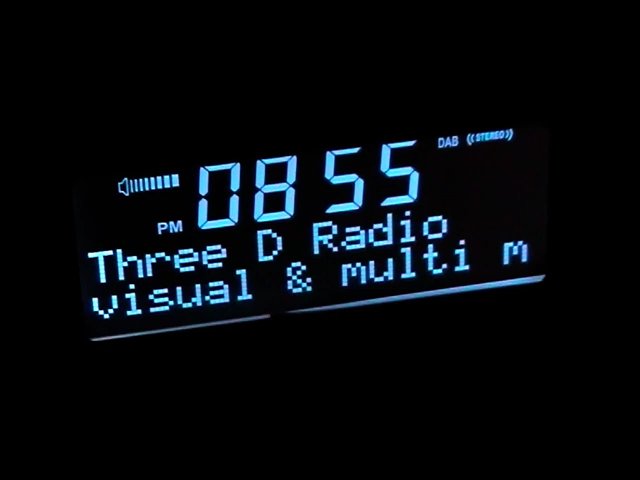 DAB ((STEREO))
PM 08 55
Three D Radio
visual & multi m